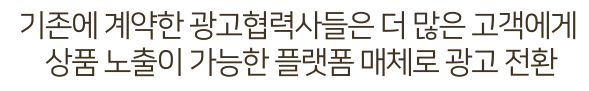 기존에 계약한 광고협력사들은 더 많은 고객에게
상품 노출이 가능한 플랫폼 매체로 광고 전환